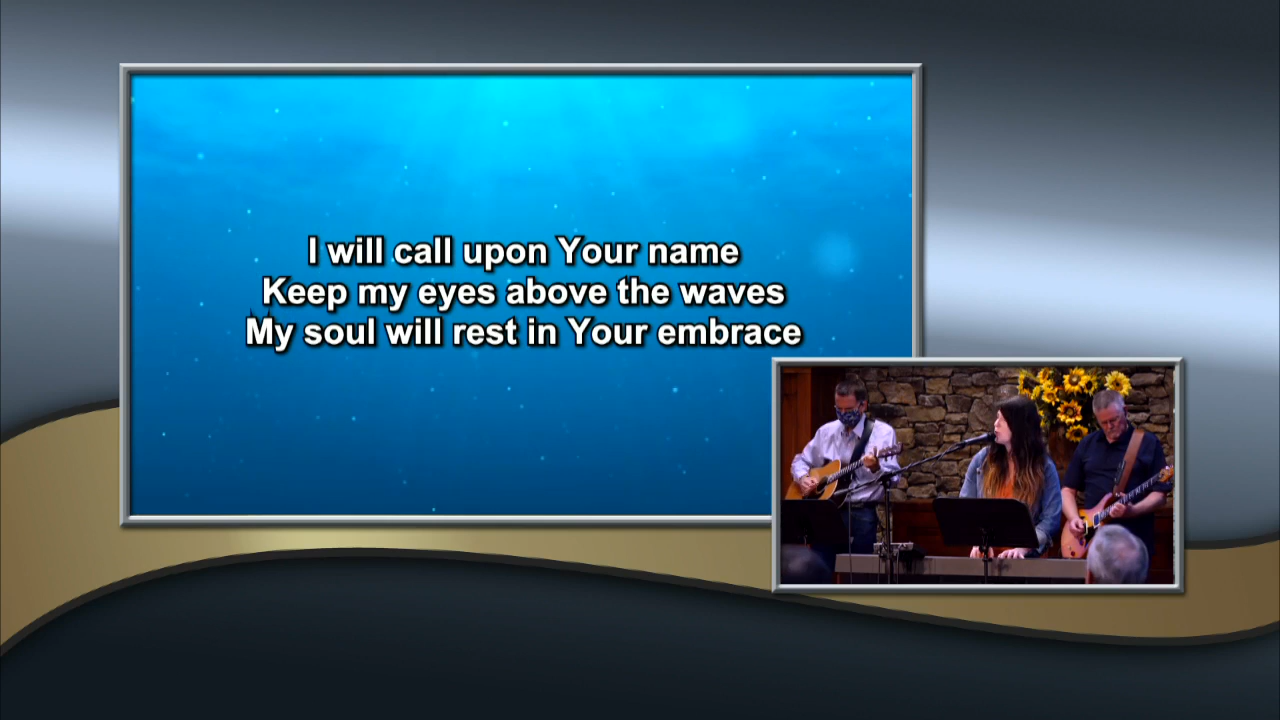 I will call upon Your name
Keep my eyes above the waves
My soul will rest in Your embrace